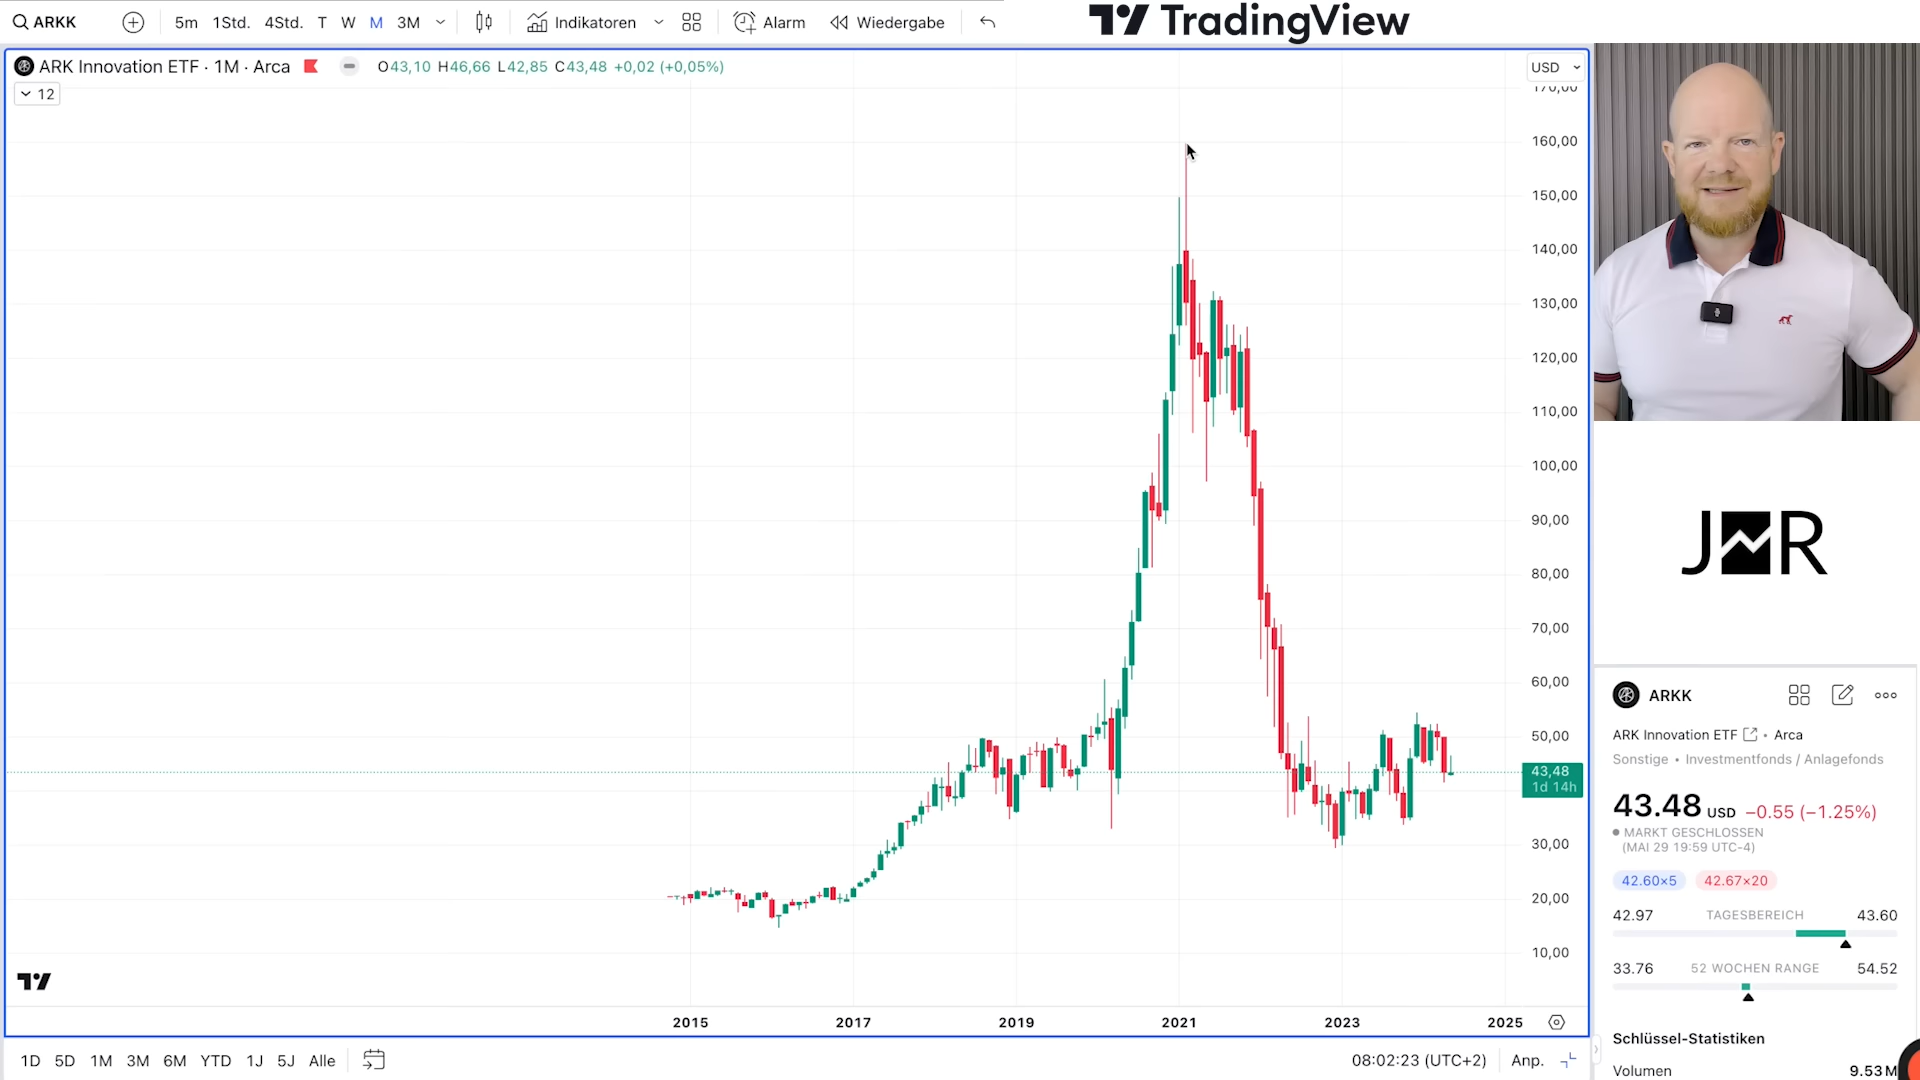 ARKK
5m 1Std. 4Std. T W M 3M
Indikatoren
Alarm
Wiedergabe
TradingView
ARK Innovation ETF · 1M · Arca
O43,10 H46,66 L42,85 C43,48 +0,02 (+0,05%)
USD
12
170,00
160,00
150,00
140,00
130,00
120,00
110,00
100,00
90,00
80,00
70,00
60,00
50,00
43,48
1d 14h
30,00
20,00
10,00
2015 2017 2019 2021 2023 2025
1D 5D 1M 3M 6M YTD 1J 5J Alle
08:02:23 (UTC+2) Anp.
J R
ARKK
ARK Innovation ETF • Arca
Sonstige • Investmentfonds / Anlagefonds
43.48 USD −0.55 (−1.25%)
MARKT GESCHLOSSEN
(MAI 29 19:59 UTC-4)
42.60×5 42.67×20
42.97 TAGESBEREICH 43.60
33.76 52 WOCHEN RANGE 54.52
Schlüssel-Statistiken
Volumen 9.53M